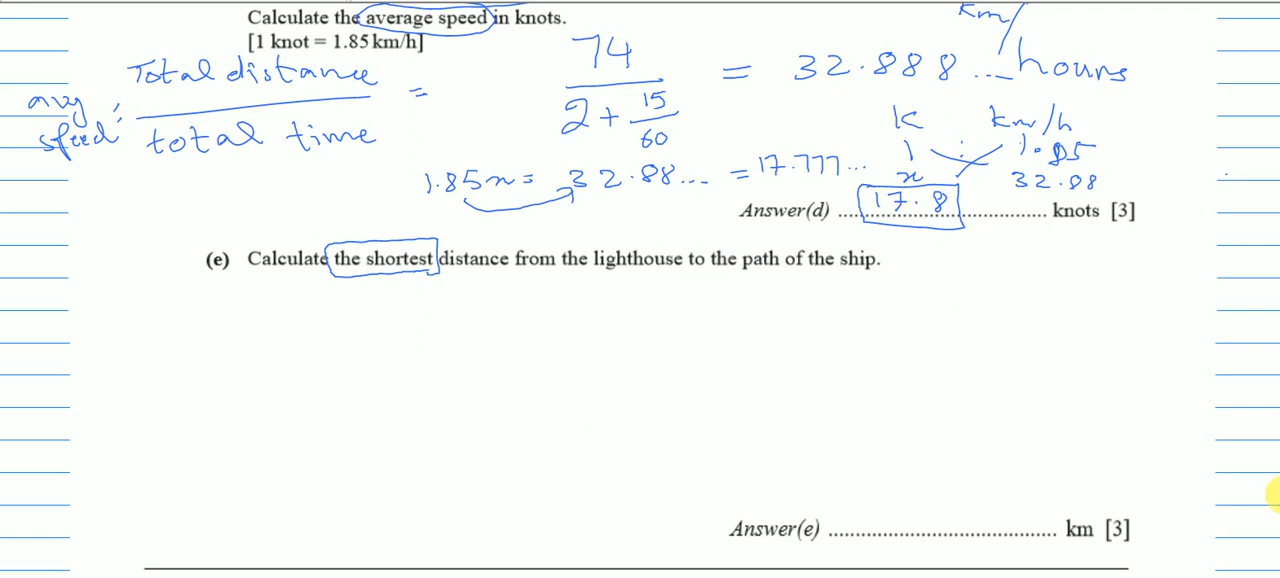 Calculate the average speed in knots.
[1 knot = 1.85 km/h]
avg speed: Total distance / total time = 74 / 2 + 15/60 = 32.888... km/hours
k km/h
1 : 1.85
x 32.88
1.85x = 32.88... = 17.777...
Answer(d) 17.8 knots [3]
(e) Calculate the shortest distance from the lighthouse to the path of the ship.
Answer(e) .......................................... km [3]